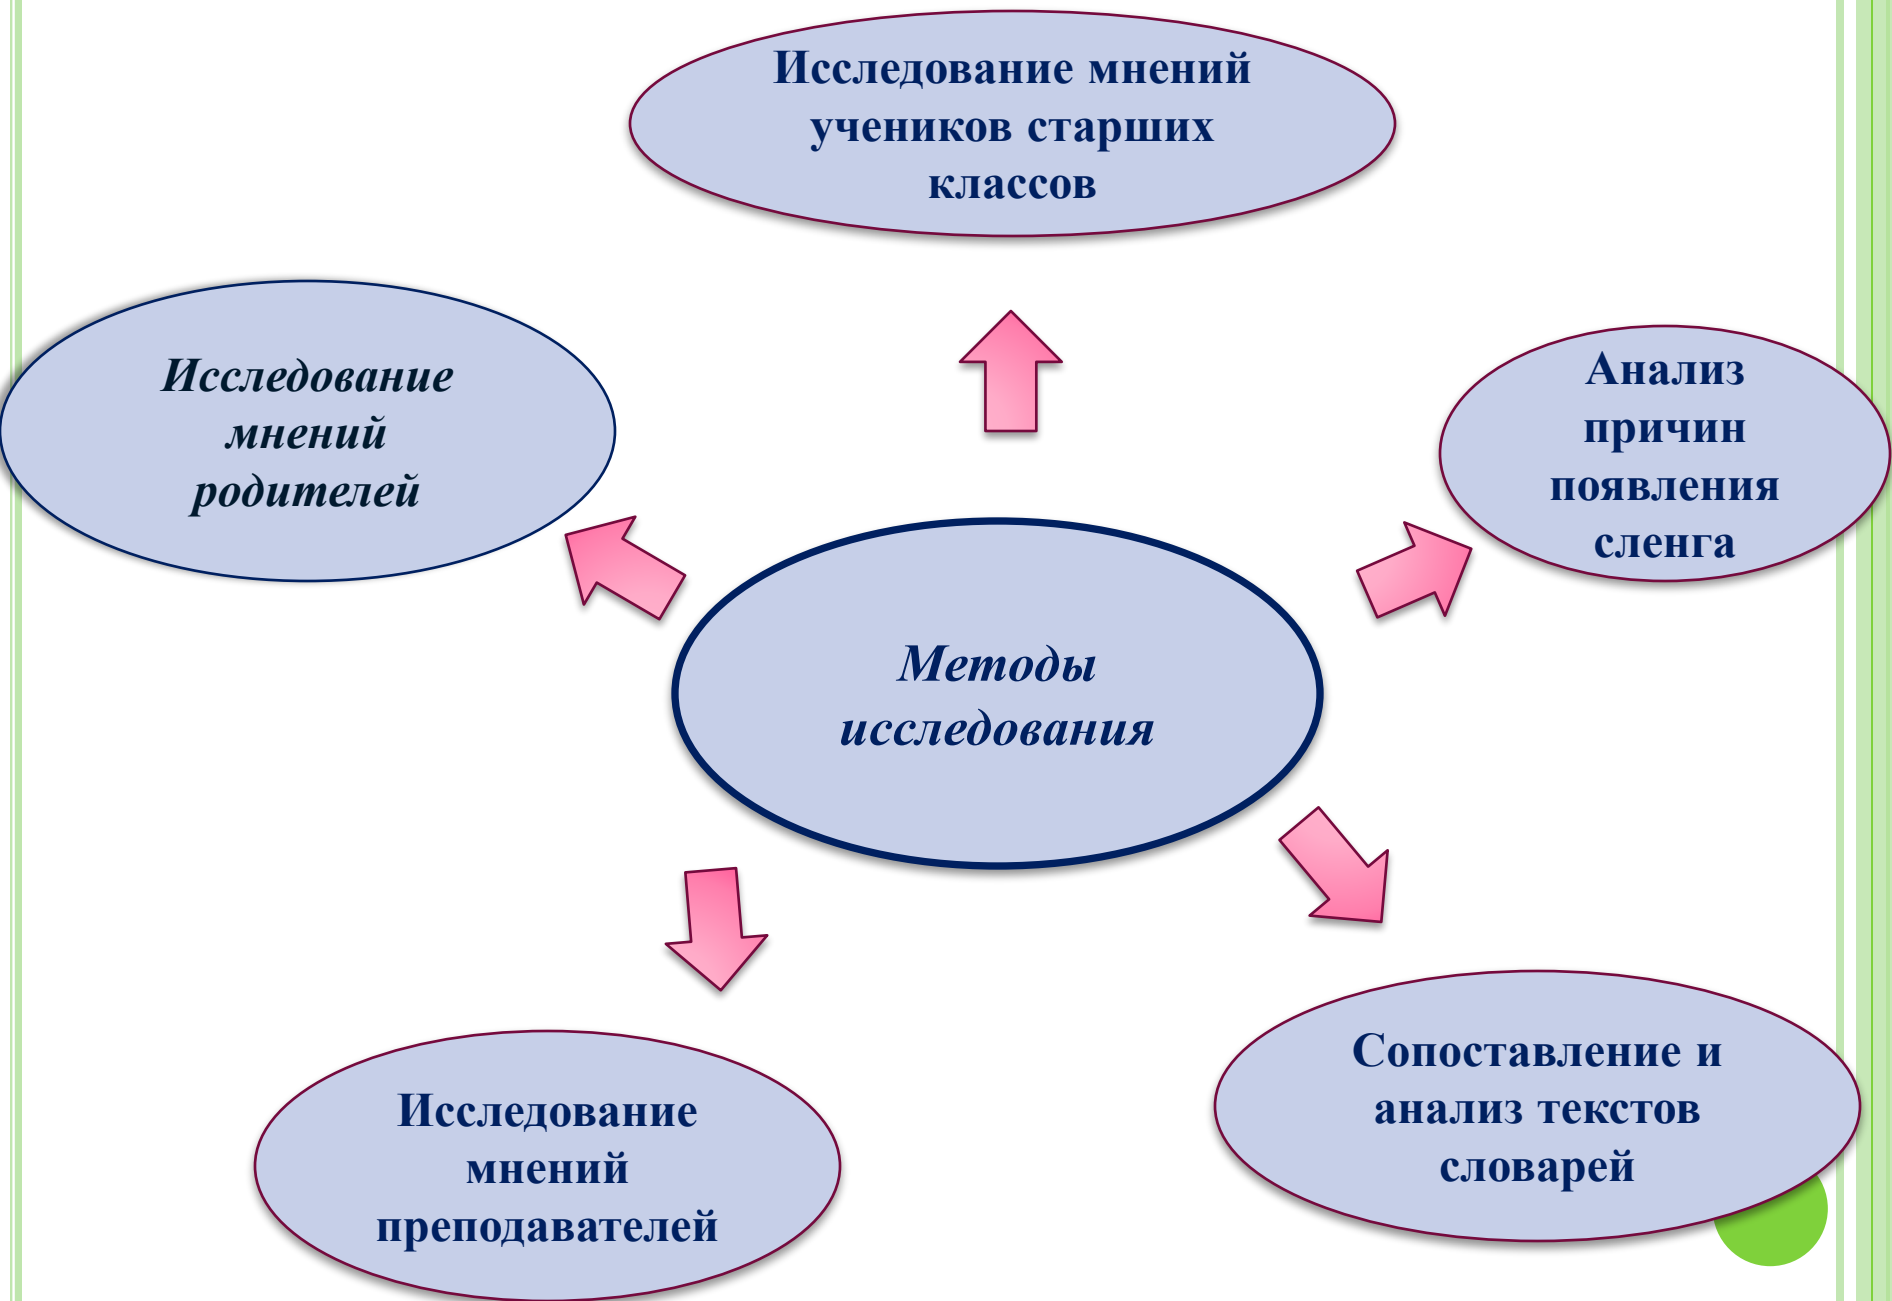 Исследование мнений
учеников старших
классов
Исследование
мнений
родителей
Анализ
причин
появления
сленга
Методы
исследования
Исследование
мнений
преподавателей
Сопоставление и
анализ текстов
словарей